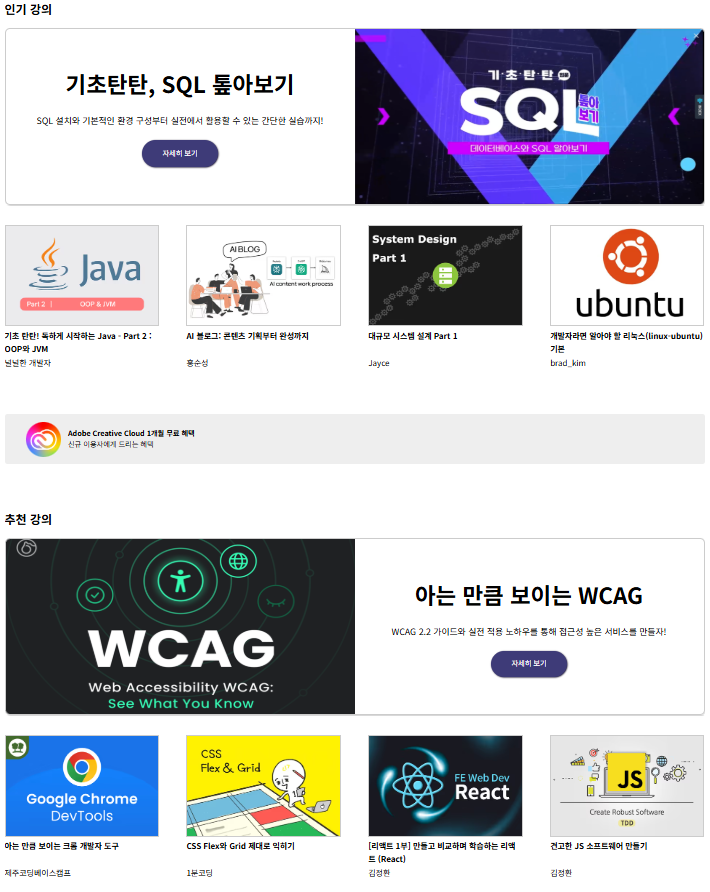 인기 강의
기초탄탄, SQL 톺아보기
SQL 설치와 기본적인 환경 구성부터 실전에서 활용할 수 있는 간단한 실습까지!
자세히 보기
기·초·탄·탄
SQL
톺아
보기
데이터베이스와 SQL 알아보기
Java
Part 2 | OOP & JVM
AI BLOG
AI content work process
System Design
Part 1
ubuntu
기초 탄탄! 독하게 시작하는 Java - Part 2 :
OOP와 JVM
널널한 개발자
AI 블로그: 콘텐츠 기획부터 완성까지
홍순성
대규모 시스템 설계 Part 1
Jayce
개발자라면 알아야 할 리눅스(linux-ubuntu)
기본
brad_kim
Adobe Creative Cloud 1개월 무료 혜택
신규 이용자에게 드리는 혜택
추천 강의
WCAG
Web Accessibility WCAG:
See What You Know
아는 만큼 보이는 WCAG
WCAG 2.2 가이드와 실전 적용 노하우를 통해 접근성 높은 서비스를 만들자!
자세히 보기
Google Chrome
DevTools
CSS
Flex & Grid
FE Web Dev
React
JS
Create Robust Software
TDD
아는 만큼 보이는 크롬 개발자 도구
제주코딩베이스캠프
CSS Flex와 Grid 제대로 익히기
1분코딩
[리액트 1부] 만들고 비교하며 학습하는 리액
트 (React)
김정환
견고한 JS 소프트웨어 만들기
김정환